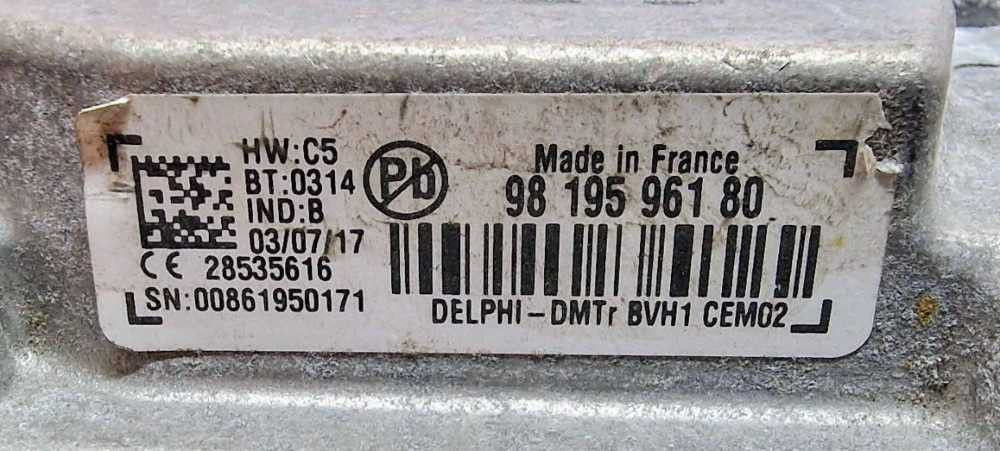 HW:C5
BT:0314
IND:B
03/07/17
CE 28535616
SN:00861950171
Pb
Made in France
98 195 961 80
DELPHI-DMTr BVH1 CEM02